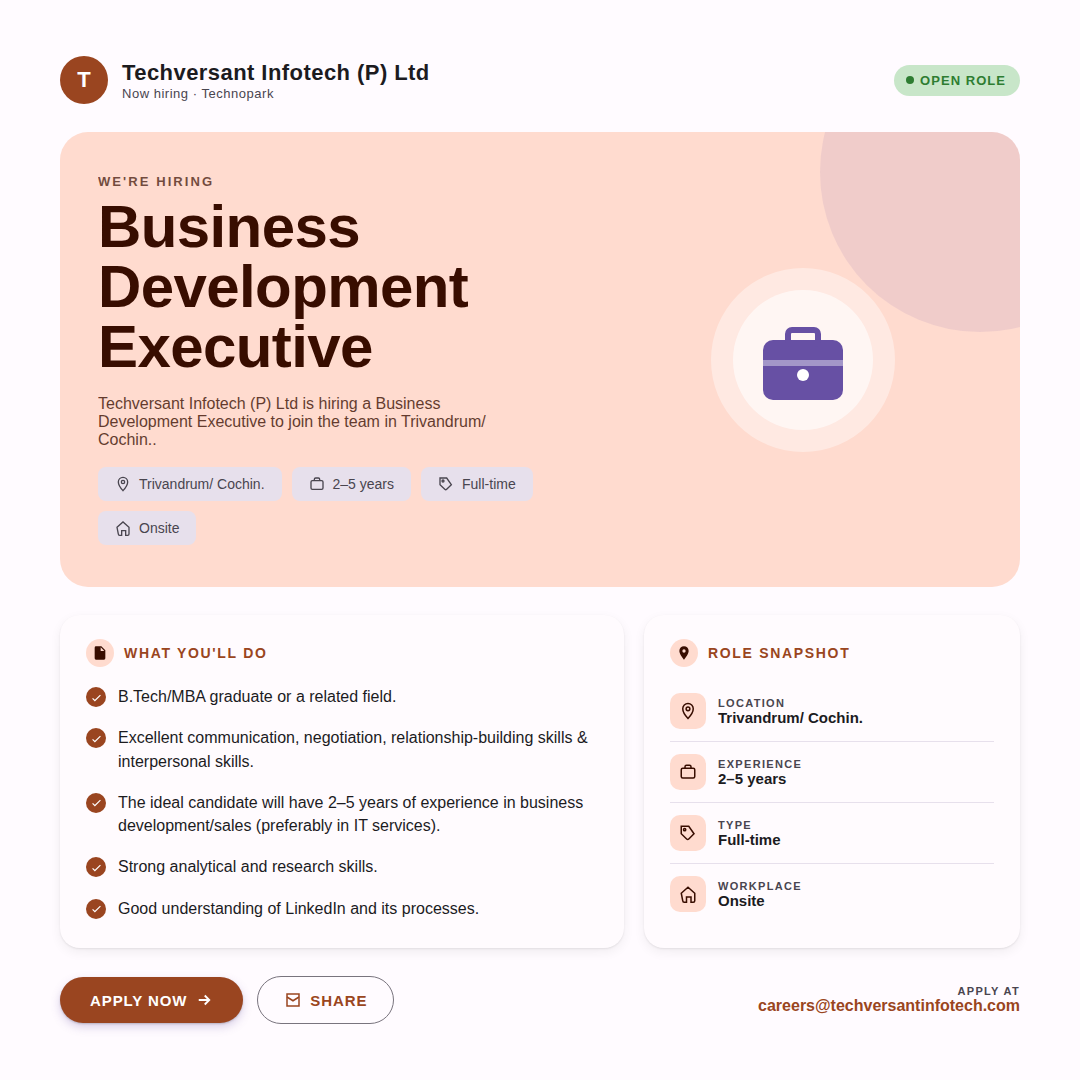 T
Techversant Infotech (P) Ltd
Now hiring · Technopark
OPEN ROLE
WE'RE HIRING
Business
Development
Executive
Techversant Infotech (P) Ltd is hiring a Business
Development Executive to join the team in Trivandrum/
Cochin..
Trivandrum/ Cochin.
2–5 years
Full-time
Onsite
WHAT YOU'LL DO
B.Tech/MBA graduate or a related field.
Excellent communication, negotiation, relationship-building skills &
interpersonal skills.
The ideal candidate will have 2–5 years of experience in business
development/sales (preferably in IT services).
Strong analytical and research skills.
Good understanding of LinkedIn and its processes.
ROLE SNAPSHOT
LOCATION
Trivandrum/ Cochin.
EXPERIENCE
2–5 years
TYPE
Full-time
WORKPLACE
Onsite
APPLY NOW
SHARE
APPLY AT
careers@techversantinfotech.com